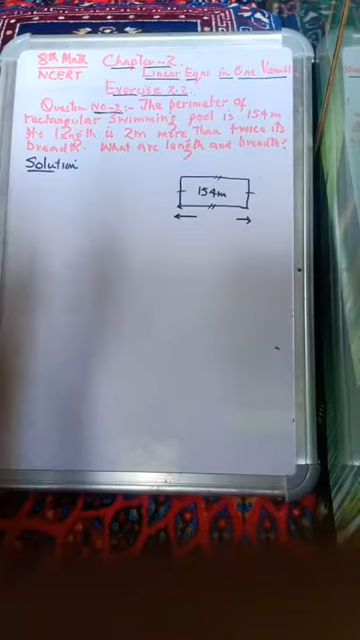 8th Math Chapter-2
NCERT Linear Eqns in One Variable
Exercise 2.2
Question No-2:- The perimeter of
rectangular swimming pool is 154m
Its length is 2m more than twice its
breadth. What are length and breadth?
Solution
154m